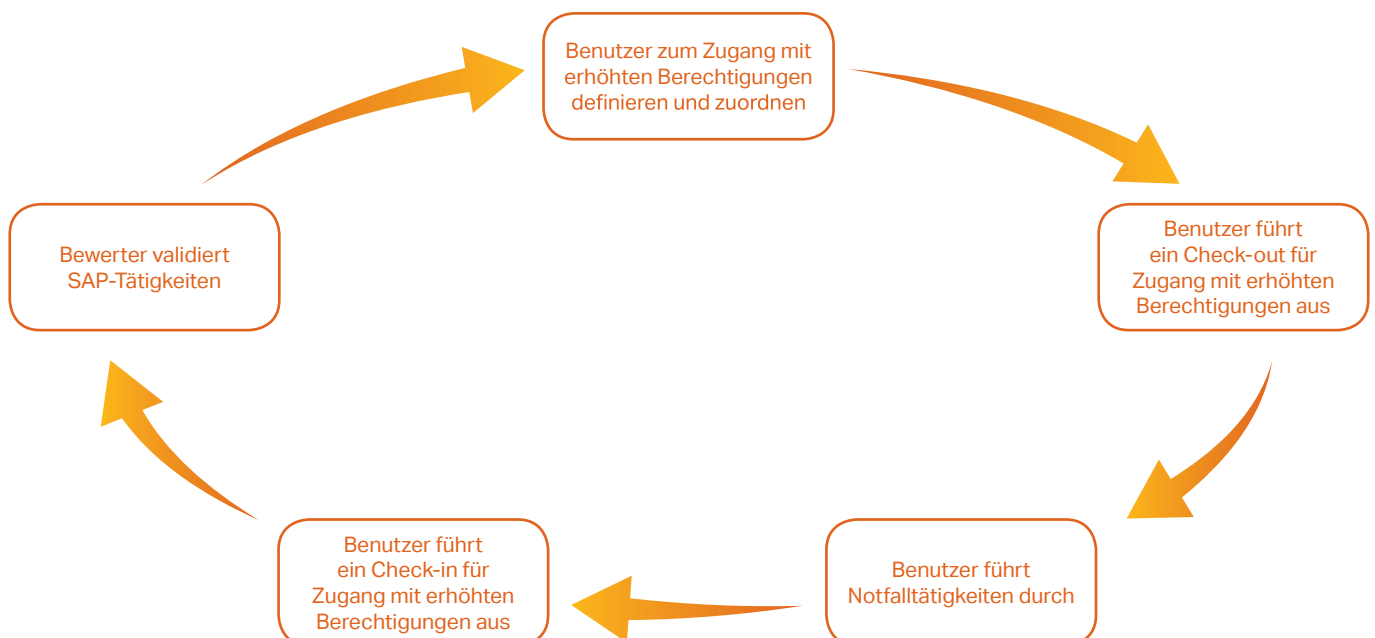 Benutzer zum Zugang mit
erhöhten Berechtigungen
definieren und zuordnen
Benutzer führt
ein Check-out für
Zugang mit erhöhten
Berechtigungen aus
Benutzer führt
Notfalltätigkeiten durch
Benutzer führt
ein Check-in für
Zugang mit erhöhten
Berechtigungen aus
Bewerter validiert
SAP-Tätigkeiten